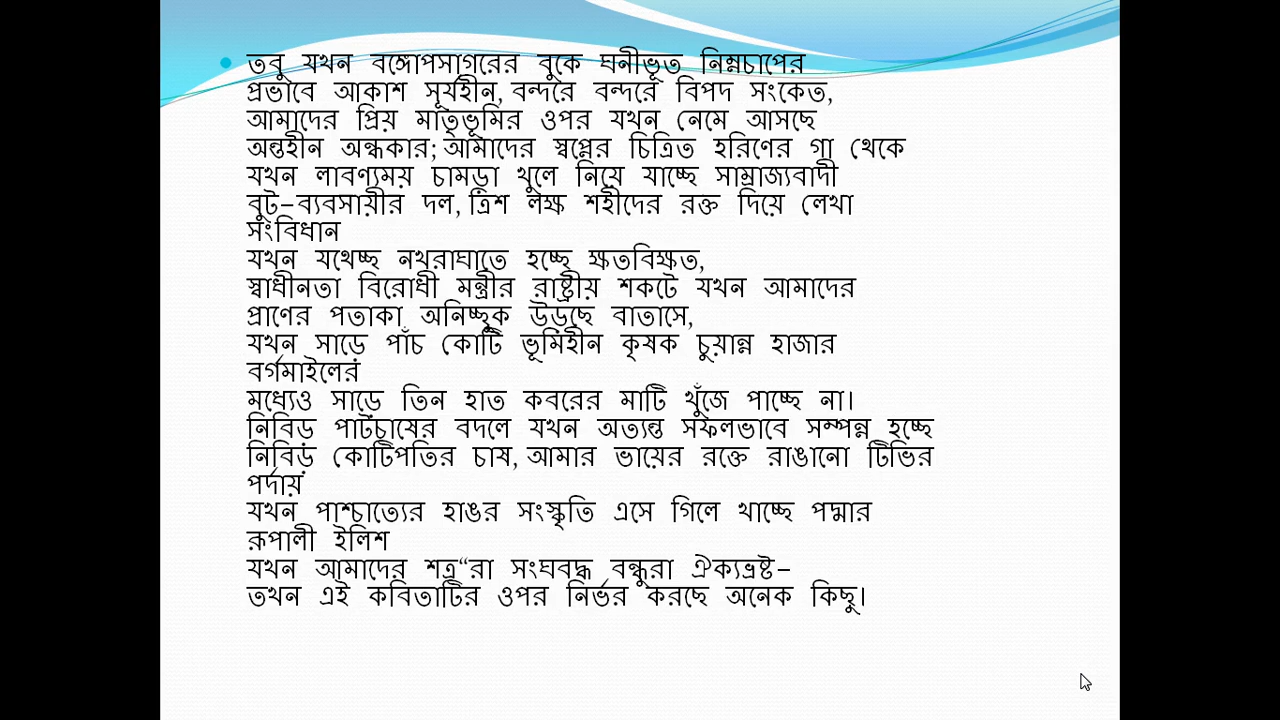 তবু যখন বঙ্গোপসাগরের বুকে ঘনীভূত নিম্নচাপের
প্রভাবে আকাশ সূর্যহীন, বন্দরে বন্দরে বিপদ সংকেত,
আমাদের প্রিয় মাতৃভূমির ওপর যখন নেমে আসছে
অন্তহীন অন্ধকার; আমাদের স্বপ্নের চিত্রিত হরিণের গা থেকে
যখন লাবণ্যময় চামড়া খুলে নিয়ে যাচ্ছে সাম্রাজ্যবাদী
বুট–ব্যবসায়ীর দল, ত্রিশ লক্ষ শহীদের রক্ত দিয়ে লেখা
সংবিধান
যখন যথেচ্ছ নখরাঘাতে হচ্ছে ক্ষতবিক্ষত,
স্বাধীনতা বিরোধী মন্ত্রীর রাষ্ট্রীয় শকটে যখন আমাদের
প্রাণের পতাকা অনিচ্ছুক উড়ছে বাতাসে,
যখন সাড়ে পাঁচ কোটি ভূমিহীন কৃষক চুয়ান্ন হাজার
বর্গমাইলের
মধ্যেও সাড়ে তিন হাত কবরের মাটি খুঁজে পাচ্ছে না।
নিবিড় পাটচাষের বদলে যখন অত্যন্ত সফলভাবে সম্পন্ন হচ্ছে
নিবিড় কোটিপতির চাষ, আমার ভায়ের রক্তে রাঙানো টিভির
পর্দায়
যখন পাশ্চাত্যের হাঙর সংস্কৃতি এসে গিলে খাচ্ছে পদ্মার
রূপালী ইলিশ
যখন আমাদের শত্র“রা সংঘবদ্ধ বন্ধুরা ঐক্যভ্রষ্ট–
তখন এই কবিতাটির ওপর নির্ভর করছে অনেক কিছু।